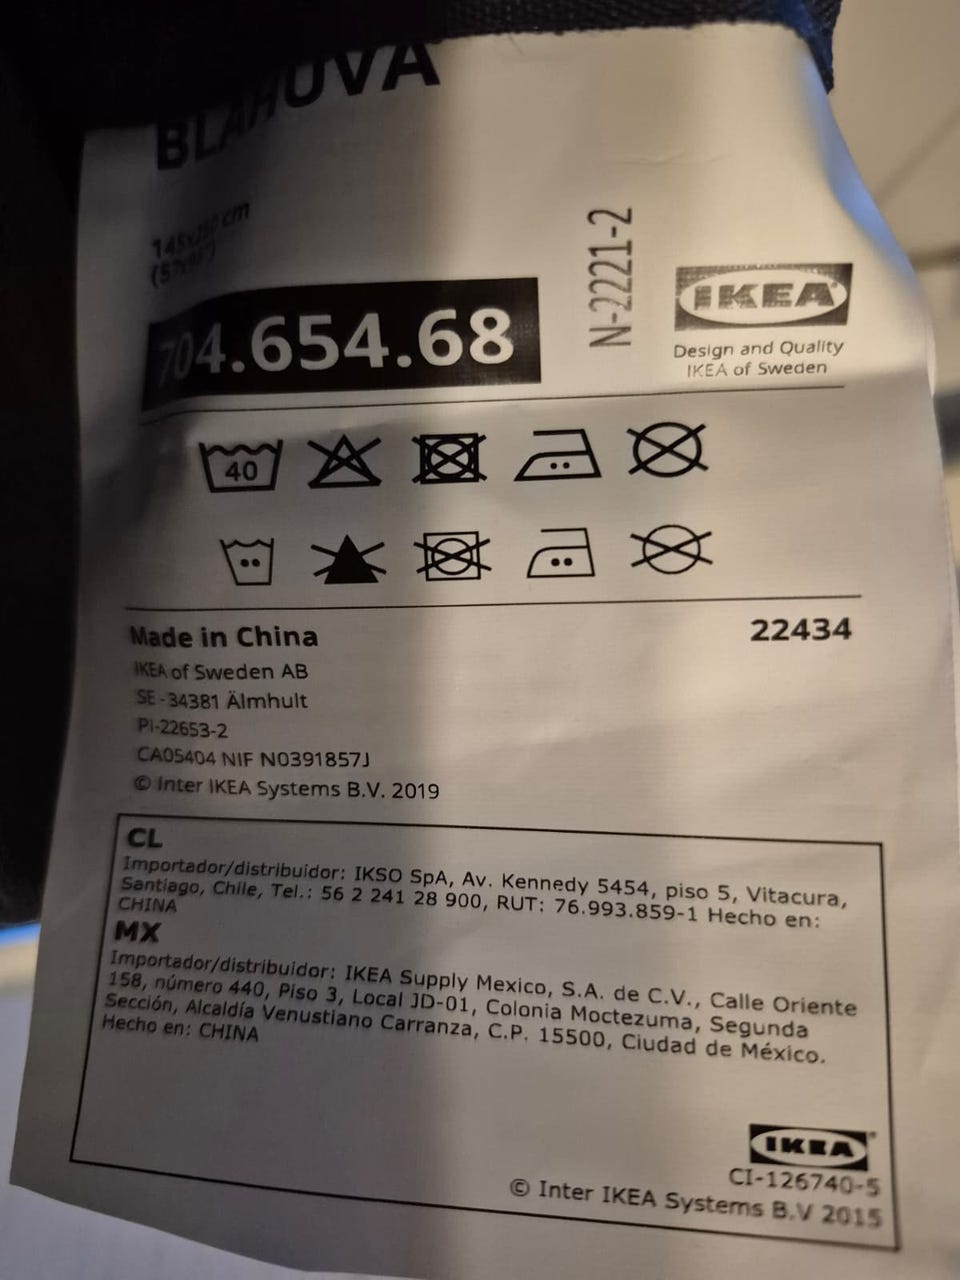 BLÅHUVA
145x250 cm
704.654.68
N-2221-2
IKEA
Design and Quality
IKEA of Sweden
40
Made in China
22434
IKEA of Sweden AB
SE-34381 Älmhult
PI-22653-2
CA05404 NIF N0391857J
© Inter IKEA Systems B.V. 2019
CL
Importador/distribuidor: IKSO SpA, Av. Kennedy 5454, piso 5, Vitacura,
Santiago, Chile, Tel.: 56 2 241 28 900, RUT: 76.993.859-1 Hecho en:
CHINA
MX
Importador/distribuidor: IKEA Supply Mexico, S.A. de C.V., Calle Oriente
158, número 440, Piso 3, Local JD-01, Colonia Moctezuma, Segunda
Sección, Alcaldía Venustiano Carranza, C.P. 15500, Ciudad de México.
Hecho en: CHINA
IKEA®
CI-126740-5
© Inter IKEA Systems B.V 2015